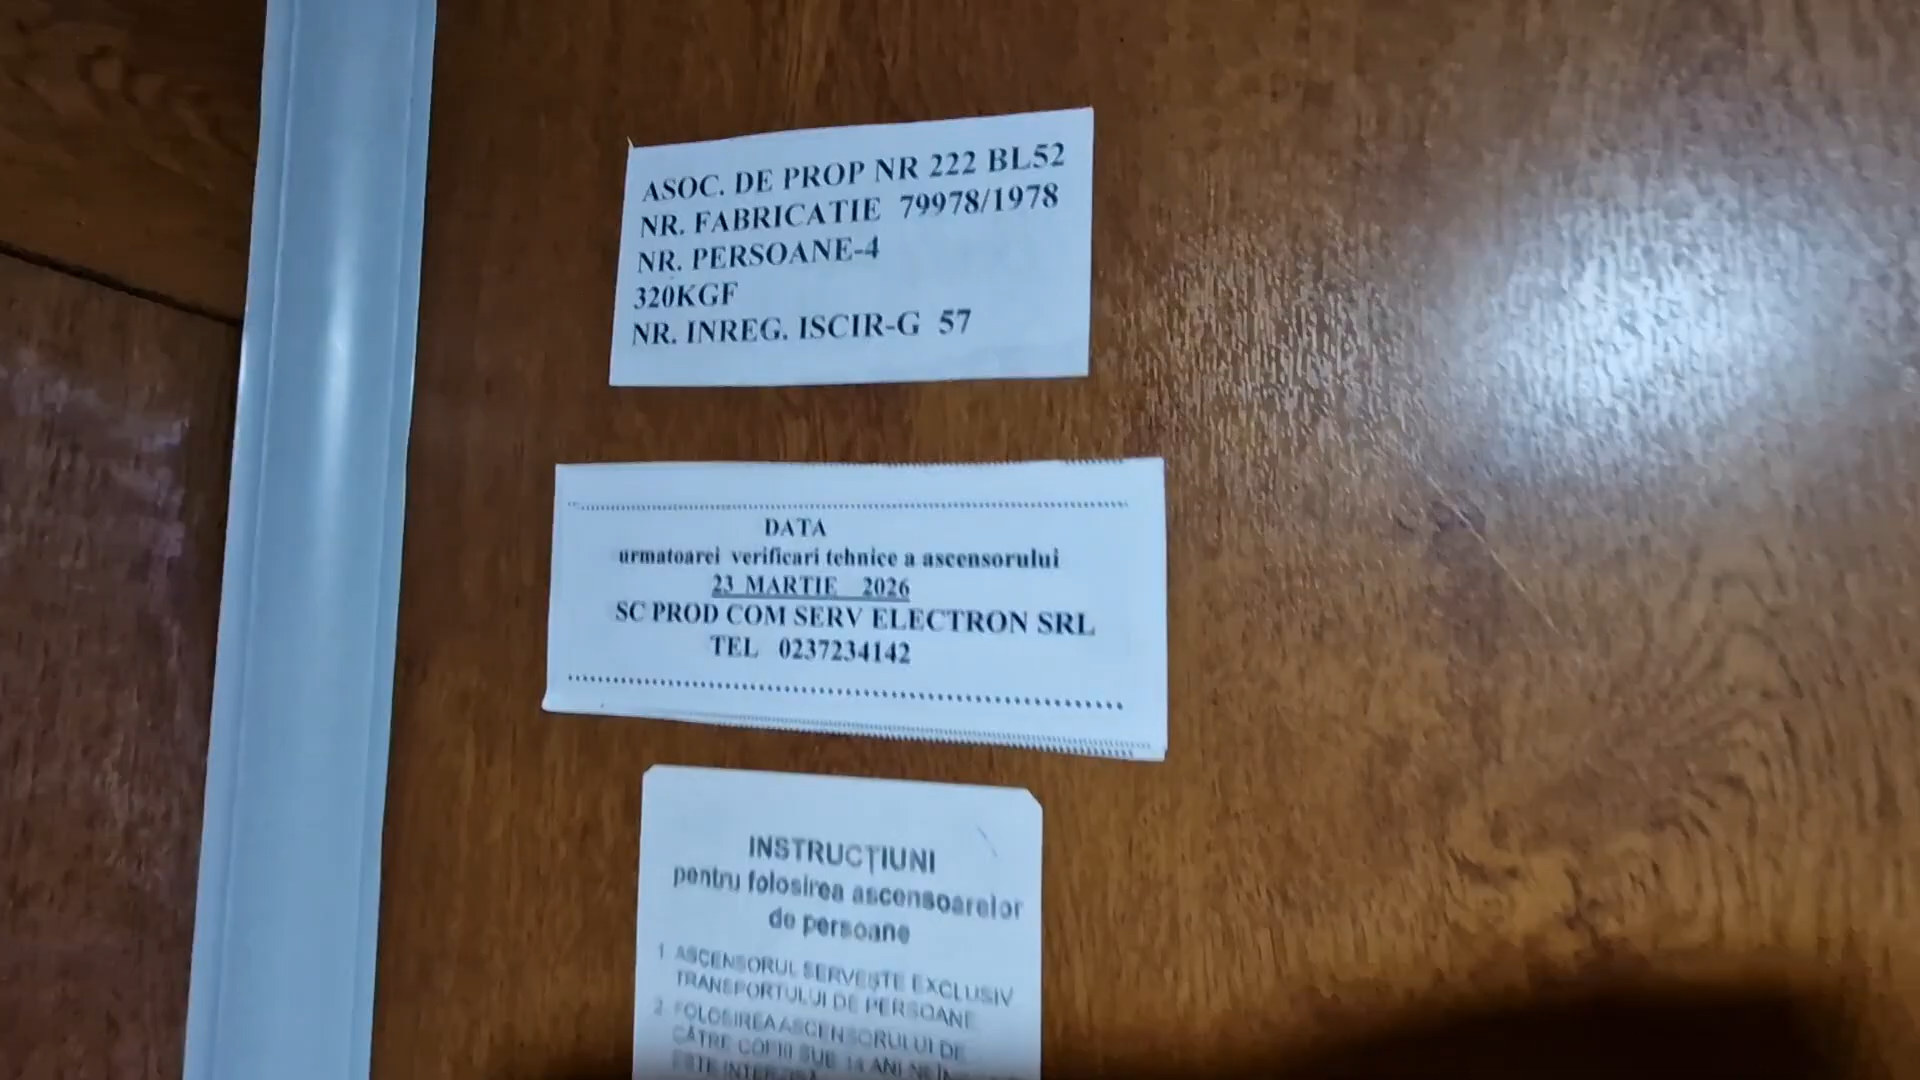 ASOC. DE PROP NR 222 BL52
NR. FABRICATIE 79978/1978
NR. PERSOANE-4
320KGF
NR. INREG. ISCIR-G 57
DATA
urmatoarei verificari tehnice a ascensorului
23 MARTIE 2026
SC PROD COM SERV ELECTRON SRL
TEL 0237234142
INSTRUCȚIUNI
pentru folosirea ascensoarelor
de persoane
1 ASCENSORUL SERVEȘTE EXCLUSIV
TRANSPORTULUI DE PERSOANE
2. FOLOSIREA ASCENSORULUI DE
CĂTRE COPIII SUB 14 ANI
ESTE